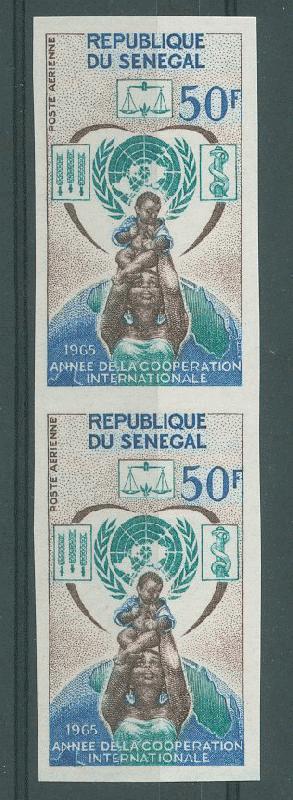 REPUBLIQUE
DU SENEGAL
POSTE AERIENNE
50F
1965
ANNEE DE LA COOPERATION
INTERNATIONALE
REPUBLIQUE
DU SENEGAL
POSTE AERIENNE
50F
1965
ANNEE DE LA COOPERATION
INTERNATIONALE